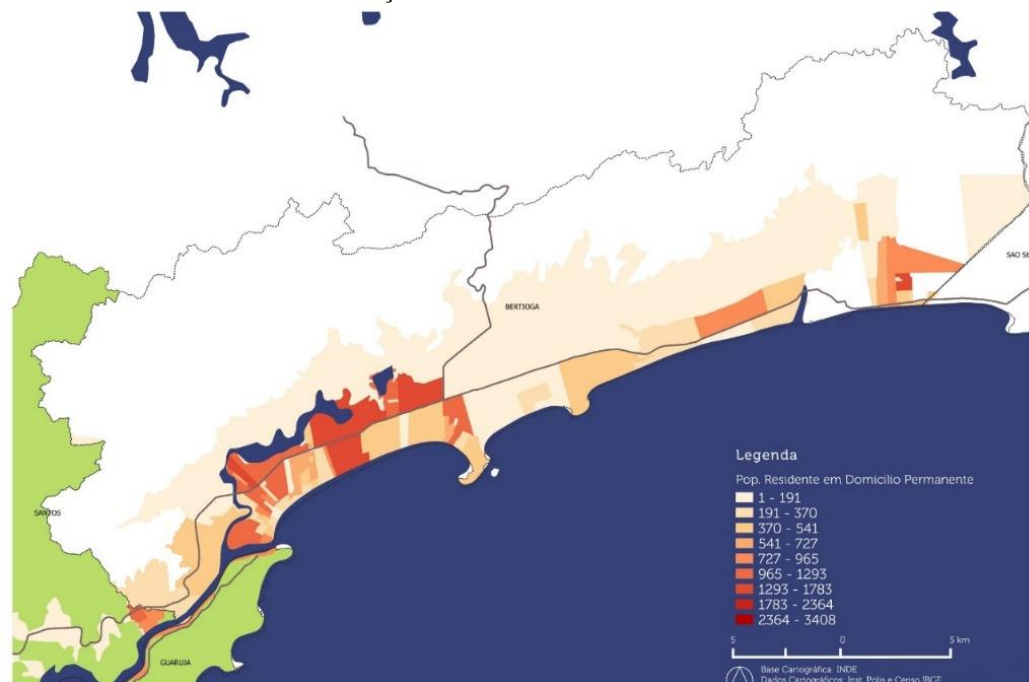 BERTIOGA
SAO SE
SANTOS
GUARUJA
Legenda
Pop. Residente em Domicílio Permanente
1 - 191
191 - 370
370 - 541
541 - 727
727 - 965
965 - 1293
1293 - 1783
1783 - 2364
2364 - 3408
5 0 5 km
Base Cartográfica: INDE
Dados Cartográficos: Inst. Polis e Censo IBGE